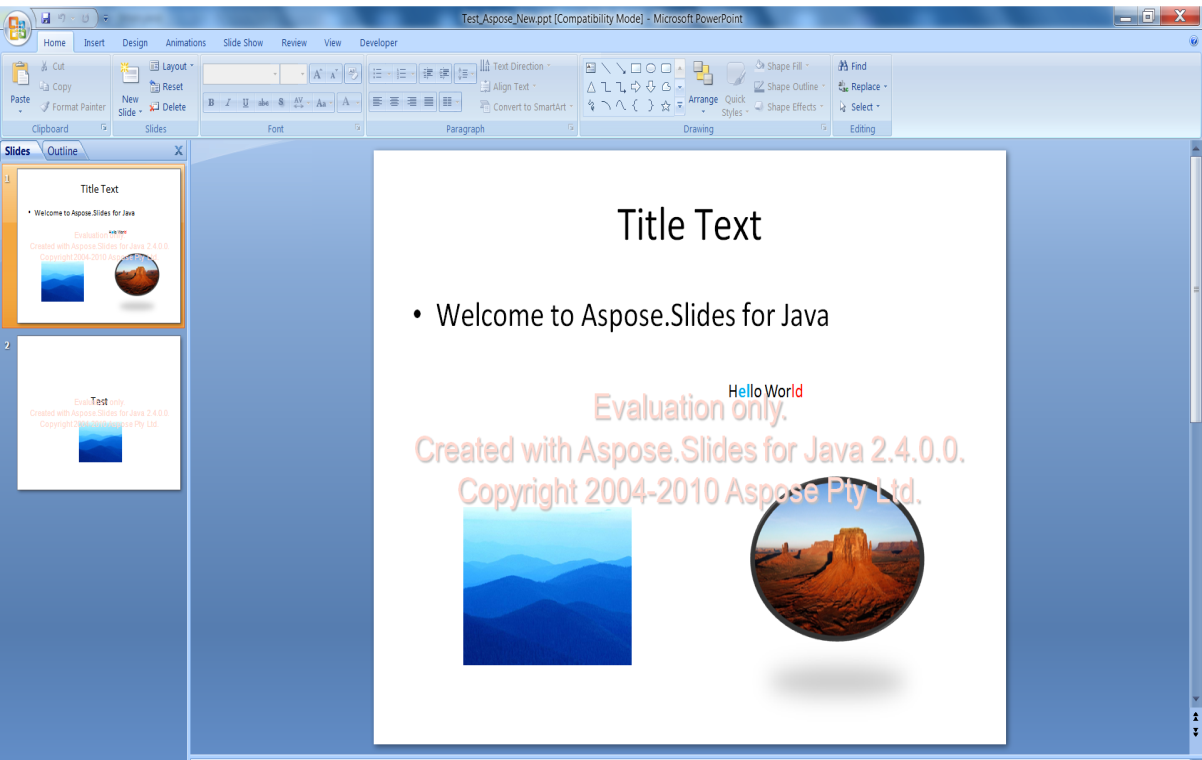 Test_Aspose_New.ppt [Compatibility Mode] - Microsoft PowerPoint
Home Insert Design Animations Slide Show Review View Developer
Paste
Cut
Copy
Format Painter
Clipboard
New Slide
Layout
Reset
Delete
Slides
B I U abc S AV Aa A
Font
Text Direction
Align Text
Convert to SmartArt
Paragraph
Arrange
Quick Styles
Shape Fill
Shape Outline
Shape Effects
Drawing
Find
Replace
Select
Editing
Slides Outline X
1
Title Text
• Welcome to Aspose.Slides for Java
Hello World
Evaluation only.
Created with Aspose.Slides for Java 2.4.0.0.
Copyright 2004-2010 Aspose Pty Ltd.
2
Test
Evaluation only.
Created with Aspose.Slides for Java 2.4.0.0.
Copyright 2004-2010 Aspose Pty Ltd.
Title Text
• Welcome to Aspose.Slides for Java
Hello World
Evaluation only.
Created with Aspose.Slides for Java 2.4.0.0.
Copyright 2004-2010 Aspose Pty Ltd.